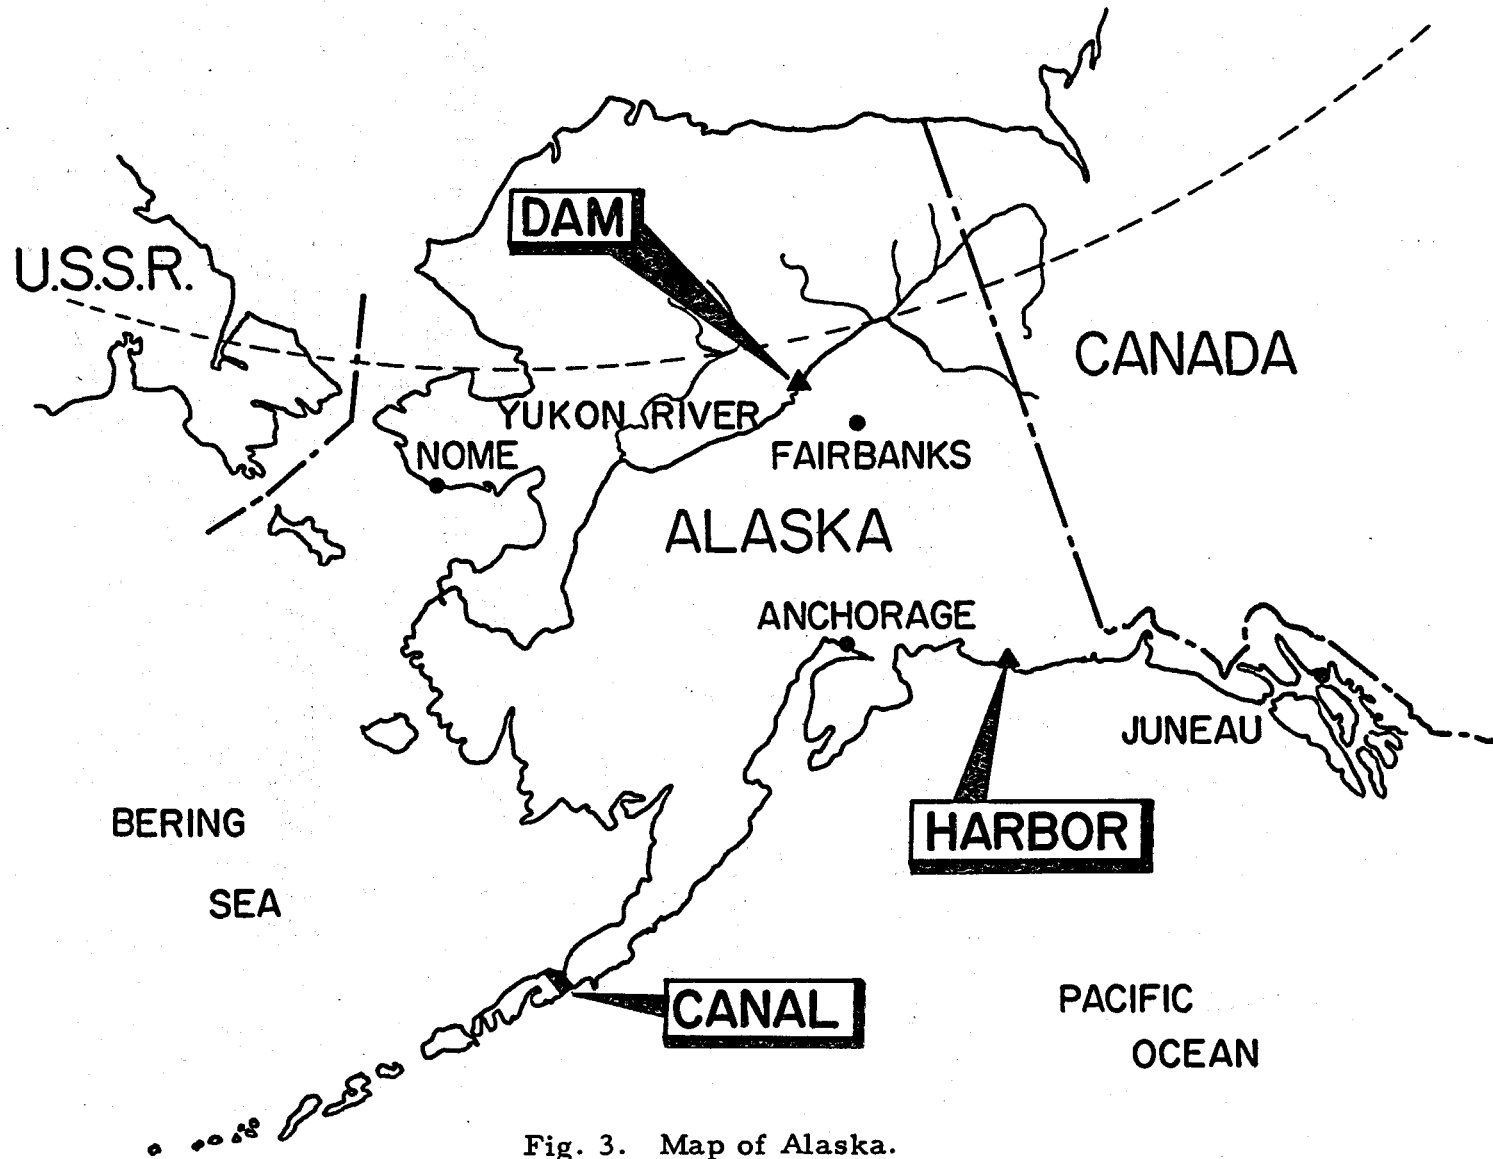 DAM
U.S.S.R.
CANADA
YUKON RIVER
NOME
FAIRBANKS
ALASKA
ANCHORAGE
JUNEAU
BERING
SEA
HARBOR
CANAL
PACIFIC
OCEAN
Fig. 3. Map of Alaska.